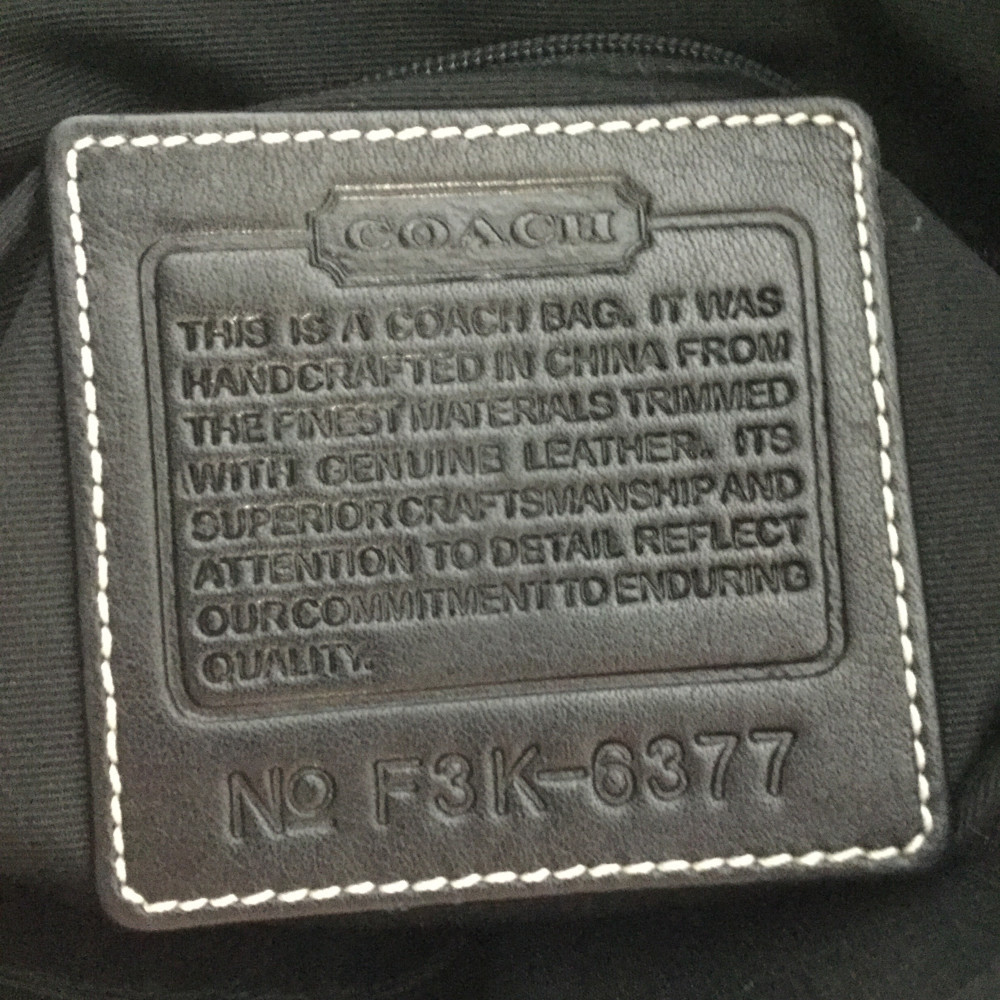 COACH
THIS IS A COACH BAG. IT WAS
HANDCRAFTED IN CHINA FROM
THE FINEST MATERIALS TRIMMED
WITH GENUINE LEATHER. ITS
SUPERIOR CRAFTSMANSHIP AND
ATTENTION TO DETAIL REFLECT
OUR COMMITMENT TO ENDURING
QUALITY.
No F3K-6377